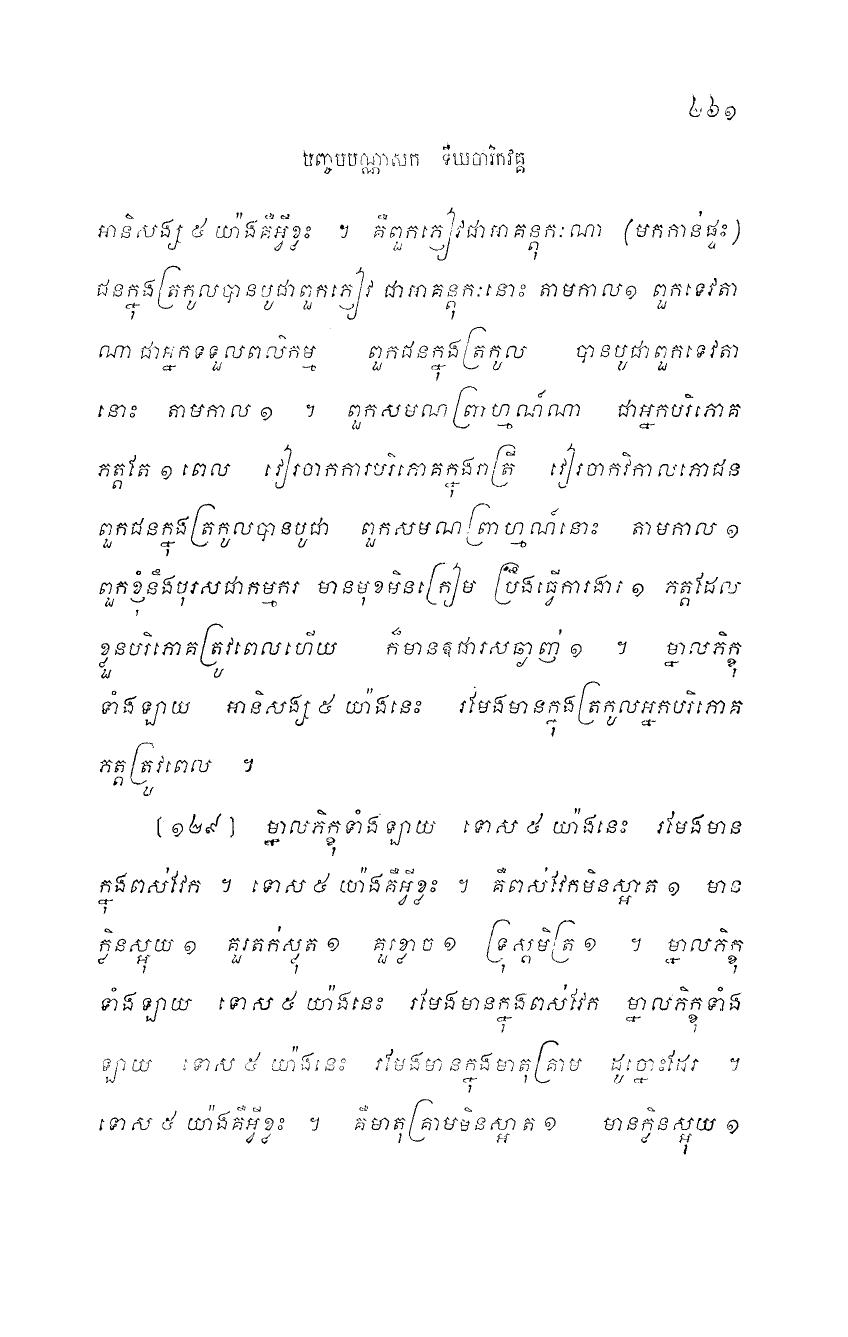 ៤៦១
បញ្ចមបណ្ណាសក ទីឃចារិកវគ្គ
អានិសង្ស ៥ យ៉ាងគឺអ្វីខ្លះ ។ គឺពួកភ្ញៀវជាអាគន្តុកៈណា (មកកាន់ផ្ទះ)
ជនក្នុងត្រកូលបានបូជាពួកភ្ញៀវ ជាអាគន្តុកៈនោះ តាមកាល១ ពួកទេវតា
ណា ជាអ្នកទទួលពលិកម្ម ពួកជនក្នុងត្រកូល បានបូជាពួកទេវតា
នោះ តាមកាល ១ ។ ពួកសមណព្រាហ្មណ៍ណា ជាអ្នកបរិភោគ
ភត្តតែ ១ ពេល វៀរចាកការបរិភោគក្នុងរាត្រី វៀរចាកវិកាលភោជន
ពួកជនក្នុងត្រកូលបានបូជា ពួកសមណព្រាហ្មណ៍នោះ តាមកាល ១
ពួកខ្ញុំនឹងបុរសជាកម្មករ មានមុខមិនក្រៀម ប្រឹងធ្វើការងារ ១ ភត្តដែល
ខ្លួនបរិភោគត្រូវពេលហើយ ក៏មានឱជារសឆ្ងាញ់ ១ ។ ម្នាលភិក្ខុ
ទាំងឡាយ អានិសង្ស ៥ យ៉ាងនេះ រមែងមានក្នុងត្រកូលអ្នកបរិភោគ
ភត្តត្រូវពេល ។
[១២៩] ម្នាលភិក្ខុទាំងឡាយ ទោស ៥ យ៉ាងនេះ រមែងមាន
ក្នុងពស់វែក ។ ទោស ៥ យ៉ាងគឺអ្វីខ្លះ ។ គឺពស់វែកមិនស្អាត ១ មាន
ក្លិនស្អុយ ១ គួរតក់ស្លុត ១ គួរខ្លាច ១ ទ្រុស្តមិត្រ ១ ។ ម្នាលភិក្ខុ
ទាំងឡាយ ទោស ៥ យ៉ាងនេះ រមែងមានក្នុងពស់វែក ម្នាលភិក្ខុទាំង
ឡាយ ទោស ៥ យ៉ាងនេះ រមែងមានក្នុងមាតុគ្រាម ដូច្នោះដែរ ។
ទោស ៥ យ៉ាងគឺអ្វីខ្លះ ។ គឺមាតុគ្រាមមិនស្អាត ១ មានក្លិនស្អុយ ១